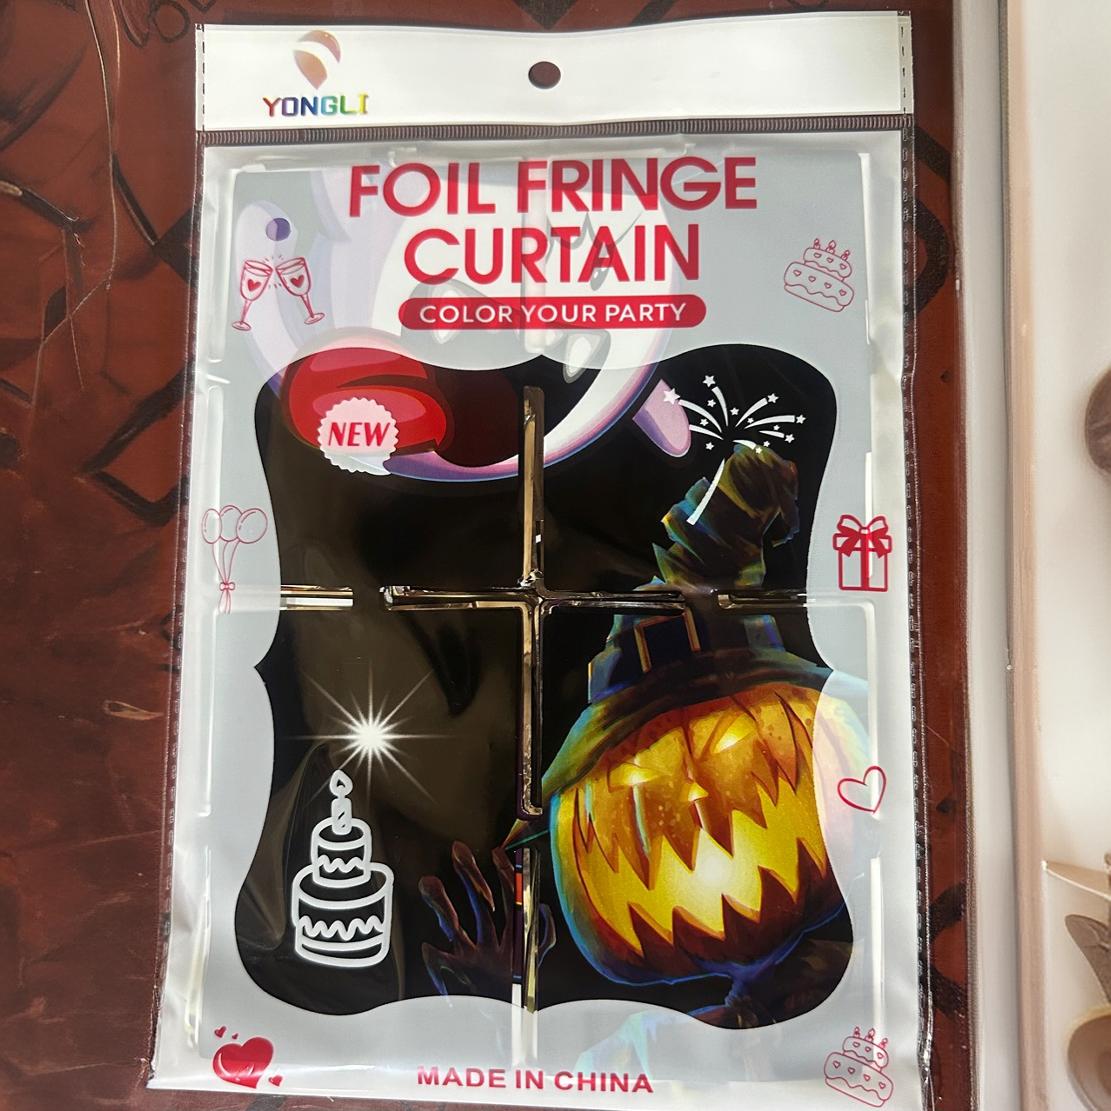 YONGLI
FOIL FRINGE
CURTAIN
COLOR YOUR PARTY
NEW
MADE IN CHINA